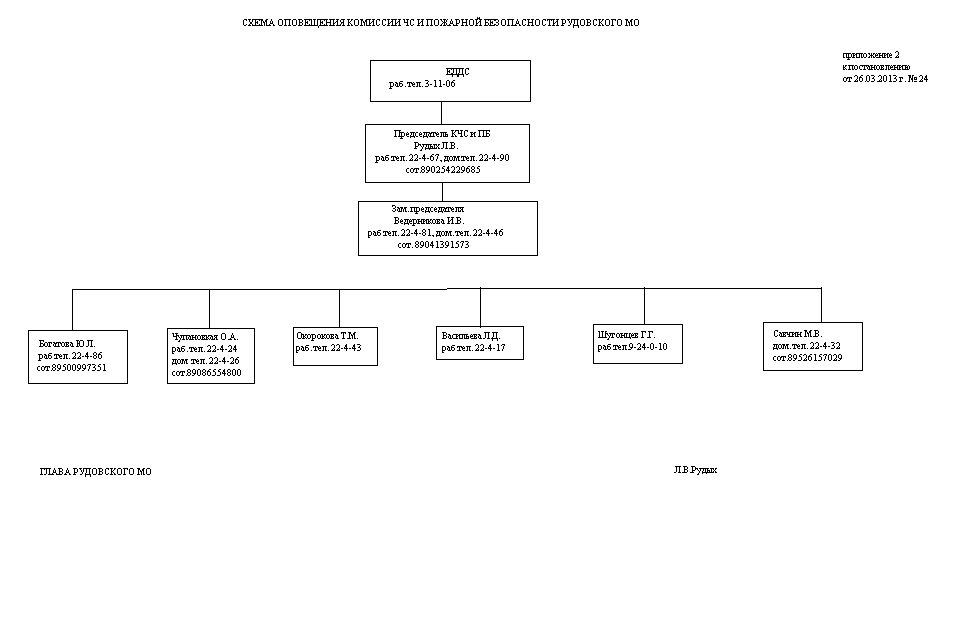 СХЕМА ОПОВЕЩЕНИЯ КОМИССИИ ЧС И ПОЖАРНОЙ БЕЗОПАСНОСТИ РУДОВСКОГО МО
приложение 2
к постановлению
от 26.03.2013 г. № 24
ЕДДС
раб.тел. 3-11-06
Председатель КЧС и ПБ
Рудых Л.В.
раб тел. 22-4-67, дом.тел. 22-4-90
сот.890254229685
Зам. председателя
Ведерникова И.В.
раб тел. 22-4-81, дом. тел. 22-4-46
сот. 89041391573
Богатова Ю.Л.
раб тел. 22-4-86
сот.89500997351
Чупановкая О.А.
раб. тел. 22-4-24
дом тел. 22-4-26
сот.89086554800
Окорокова Т.М.
раб. тел. 22-4-43
Васильева Л.Д.
раб тел. 22-4-17
Шугонцев Г.Г.
раб тел.9-24-0-10
Савчин М.В.
дом. тел. 22-4-32
сот.89526157029
ГЛАВА РУДОВСКОГО МО
Л.В.Рудых